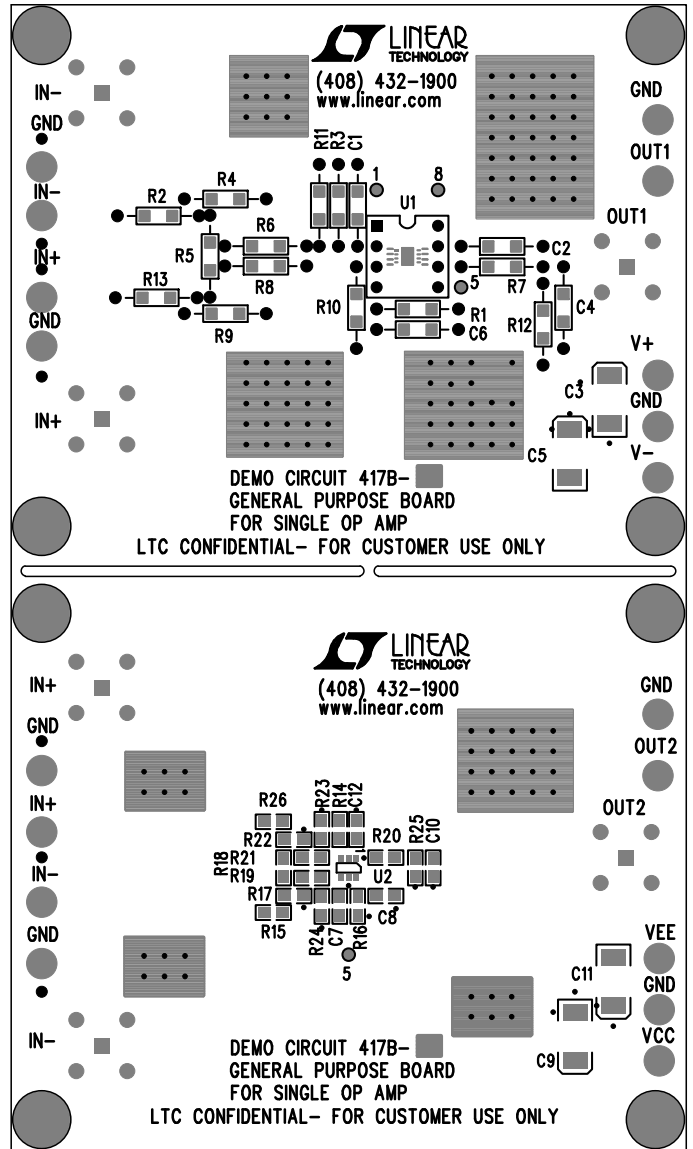 LINEAR
TECHNOLOGY
(408) 432-1900
www.linear.com
IN-
GND
IN-
IN+
GND
IN+
GND
OUT1
OUT1
R11
R3
C1
1
8
U1
R4
R2
R6
R5
R8
R13
R9
R10
C2
5
R7
R1
C6
R12
C4
V+
C3
GND
C5
V-
DEMO CIRCUIT 417B-
GENERAL PURPOSE BOARD
FOR SINGLE OP AMP
LTC CONFIDENTIAL- FOR CUSTOMER USE ONLY
LINEAR
TECHNOLOGY
(408) 432-1900
www.linear.com
IN+
GND
IN+
IN-
GND
IN-
GND
OUT2
OUT2
R23
R14
C12
R26
R22
R20
R25
C10
R18
R21
1
R19
U2
R17
C8
R15
R24
C7
R16
5
VEE
C11
GND
VCC
C9
DEMO CIRCUIT 417B-
GENERAL PURPOSE BOARD
FOR SINGLE OP AMP
LTC CONFIDENTIAL- FOR CUSTOMER USE ONLY